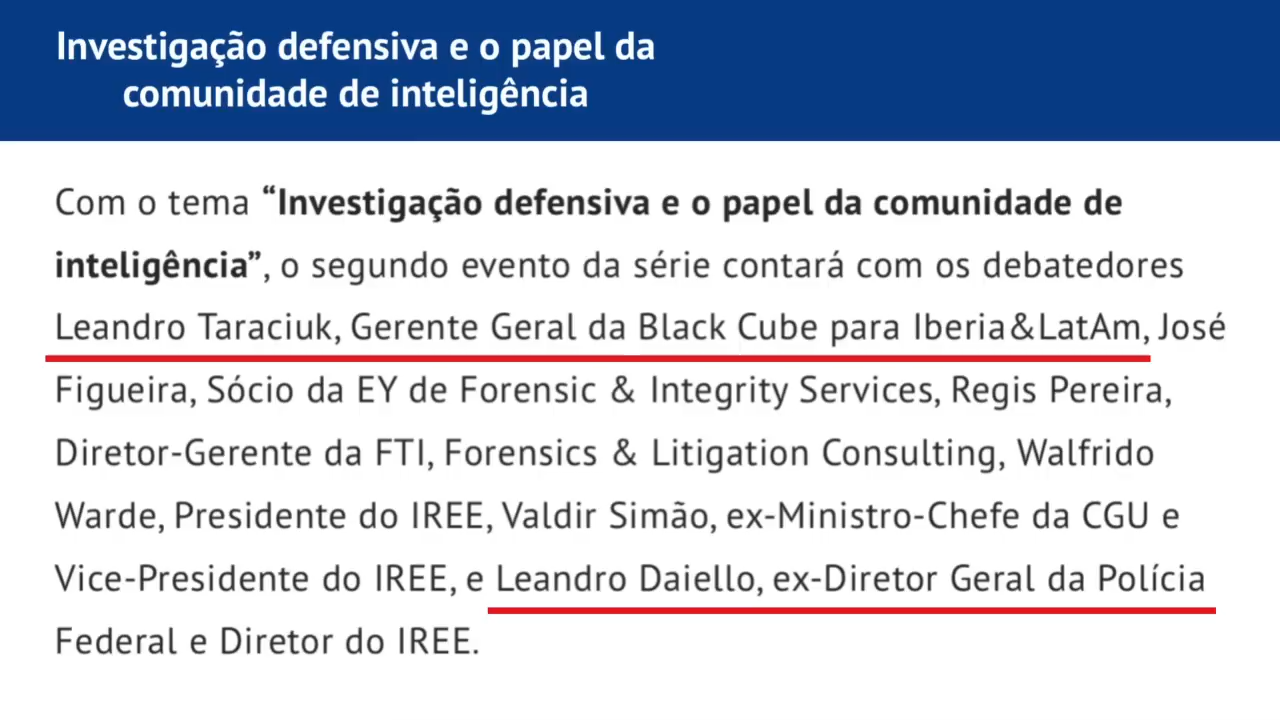 Investigação defensiva e o papel da
comunidade de inteligência
Com o tema “Investigação defensiva e o papel da comunidade de
inteligência”, o segundo evento da série contará com os debatedores
Leandro Taraciuk, Gerente Geral da Black Cube para Iberia&LatAm, José
Figueira, Sócio da EY de Forensic & Integrity Services, Regis Pereira,
Diretor-Gerente da FTI, Forensics & Litigation Consulting, Walfrido
Warde, Presidente do IREE, Valdir Simão, ex-Ministro-Chefe da CGU e
Vice-Presidente do IREE, e Leandro Daiello, ex-Diretor Geral da Polícia
Federal e Diretor do IREE.